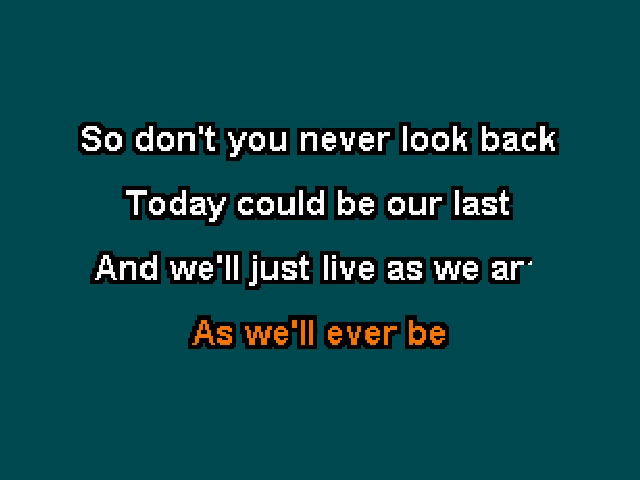 So don't you never look back
Today could be our last
And we'll just live as we
As we'll ever be